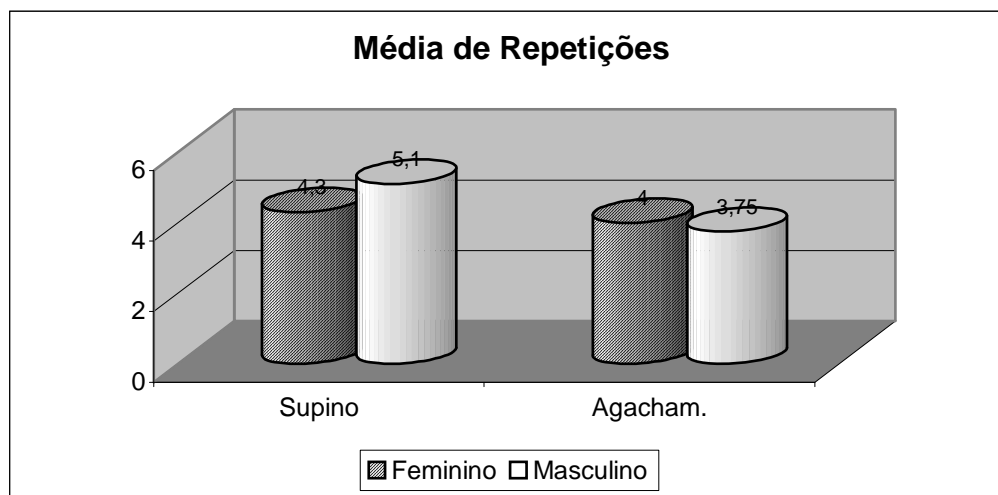 Média de Repetições
6
4
2
0
4,3
5,1
4
3,75
Supino
Agacham.
Feminino
Masculino